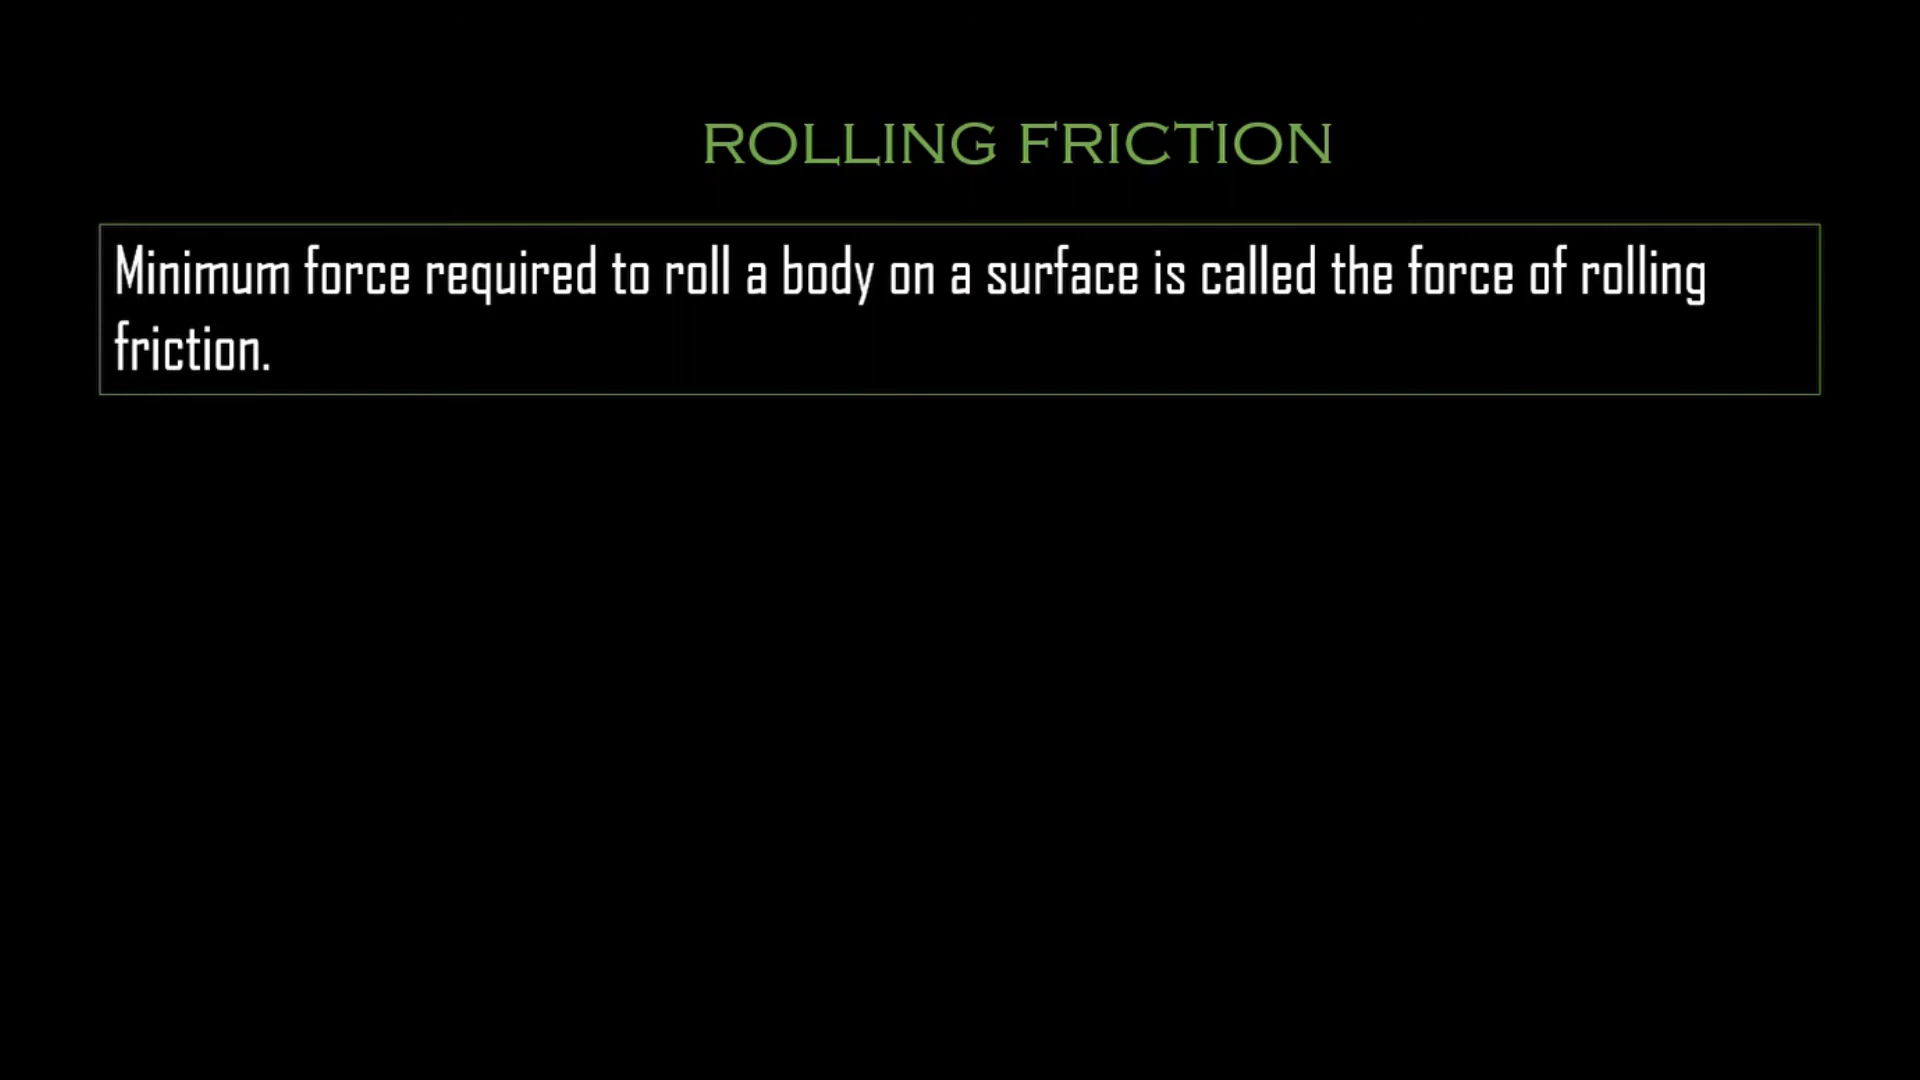 ROLLING FRICTION
Minimum force required to roll a body on a surface is called the force of rolling
friction.